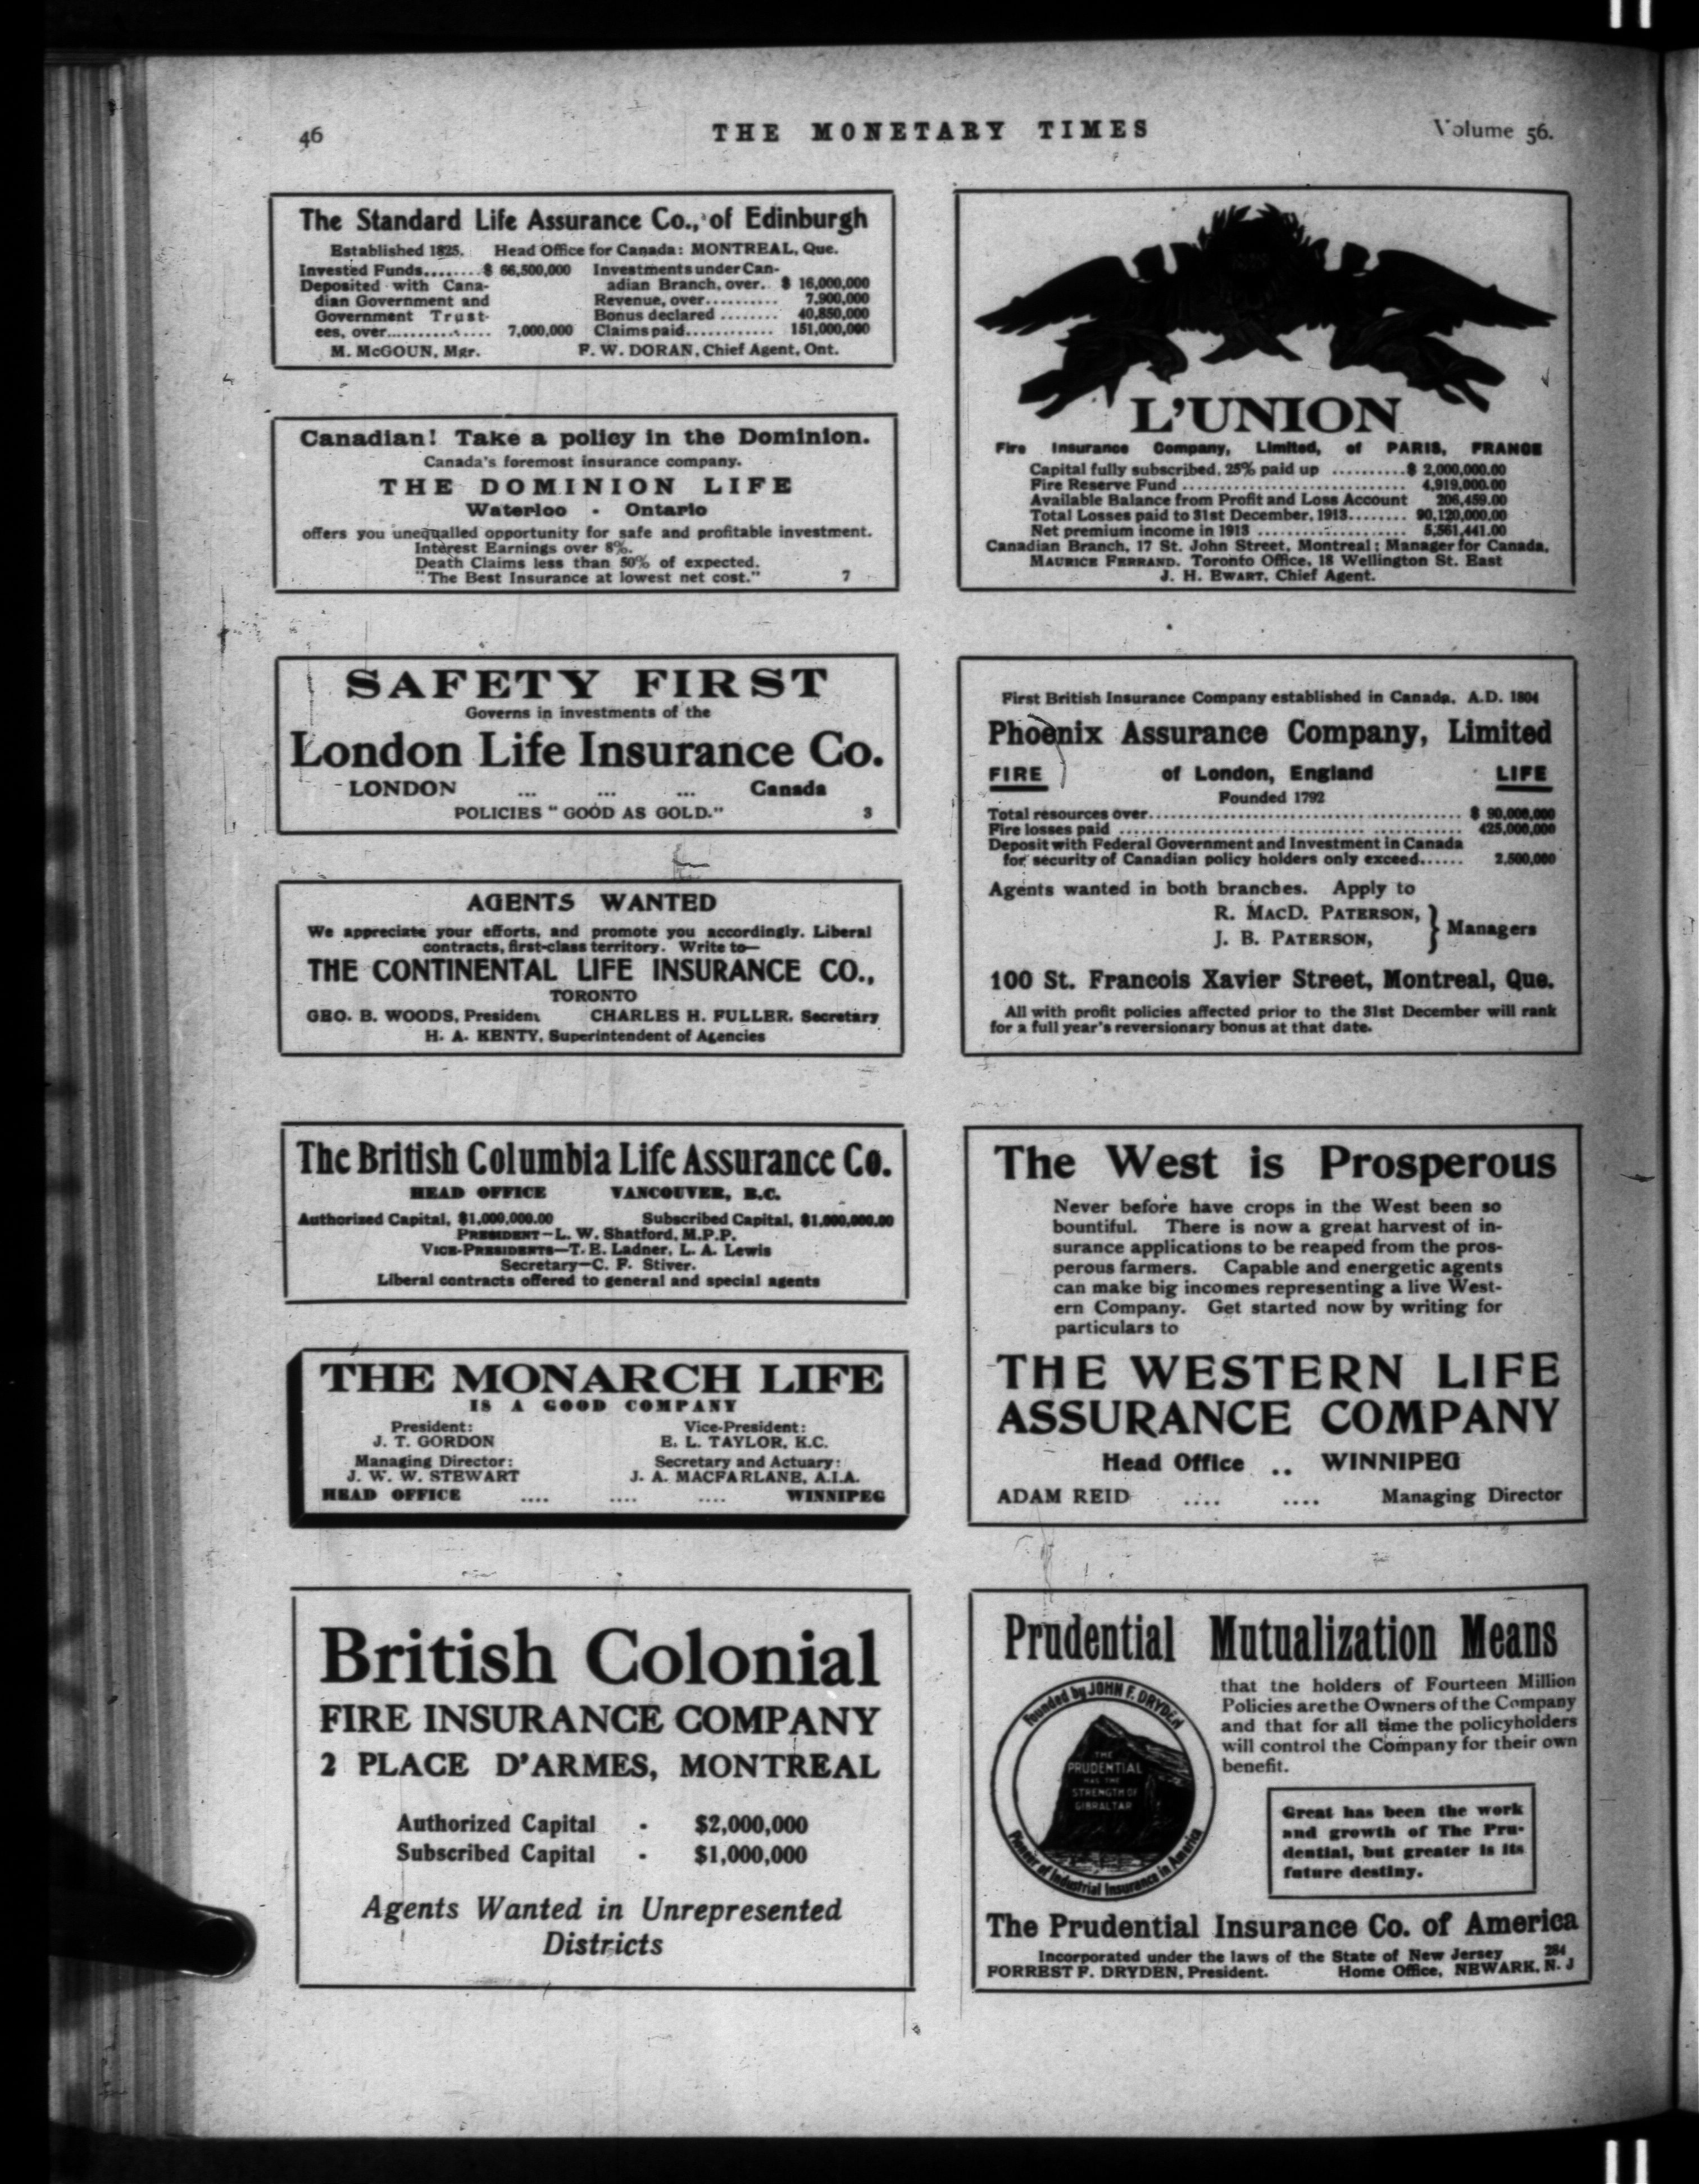 46
THE MONETARY TIMES
Volume 56.
The Standard Life Assurance Co., of Edinburgh
Established 1825. Head Office for Canada: MONTREAL, Que.
Invested Funds........$ 66,500,000
Deposited with Cana-
dian Government and
Government Trust-
ees, over............... 7,000,000
Investments under Can-
adian Branch, over.. $ 16,000,000
Revenue, over.......... 7,900,000
Bonus declared ........ 40,850,000
Claims paid............ 151,000,000
M. McGOUN, Mgr. F. W. DORAN, Chief Agent, Ont.
Canadian! Take a policy in the Dominion.
Canada's foremost insurance company.
THE DOMINION LIFE
Waterloo - Ontario
offers you unequalled opportunity for safe and profitable investment.
Interest Earnings over 8%.
Death Claims less than 50% of expected.
"The Best Insurance at lowest net cost." 7
SAFETY FIRST
Governs in investments of the
London Life Insurance Co.
LONDON ... ... ... Canada
POLICIES "GOOD AS GOLD." 3
AGENTS WANTED
We appreciate your efforts, and promote you accordingly. Liberal
contracts, first-class territory. Write to—
THE CONTINENTAL LIFE INSURANCE CO.,
TORONTO
GEO. B. WOODS, President CHARLES H. FULLER, Secretary
H. A. KENTY, Superintendent of Agencies
The British Columbia Life Assurance Co.
HEAD OFFICE VANCOUVER, B.C.
Authorized Capital, $1,000,000.00 Subscribed Capital, $1,000,000.00
PRESIDENT—L. W. Shatford, M.P.P.
VICE-PRESIDENTS—T. E. Ladner, L. A. Lewis
Secretary—C. F. Stiver.
Liberal contracts offered to general and special agents
THE MONARCH LIFE
IS A GOOD COMPANY
President: Vice-President:
J. T. GORDON E. L. TAYLOR, K.C.
Managing Director: Secretary and Actuary:
J. W. W. STEWART J. A. MACFARLANE, A.I.A.
HEAD OFFICE .... .... .... WINNIPEG
British Colonial
FIRE INSURANCE COMPANY
2 PLACE D'ARMES, MONTREAL
Authorized Capital - $2,000,000
Subscribed Capital - $1,000,000
Agents Wanted in Unrepresented
Districts
L'UNION
Fire Insurance Company, Limited, of PARIS, FRANCE
Capital fully subscribed, 25% paid up ..........$ 2,000,000.00
Fire Reserve Fund .............................. 4,919,000.00
Available Balance from Profit and Loss Account 206,459.00
Total Losses paid to 31st December, 1913........ 90,120,000.00
Net premium income in 1913 .................... 5,561,441.00
Canadian Branch, 17 St. John Street, Montreal; Manager for Canada,
MAURICE FERRAND. Toronto Office, 18 Wellington St. East
J. H. EWART, Chief Agent.
First British Insurance Company established in Canada, A.D. 1804
Phoenix Assurance Company, Limited
FIRE of London, England LIFE
Founded 1792
Total resources over........................................ $ 90,000,000
Fire losses paid ............................................ 425,000,000
Deposit with Federal Government and Investment in Canada
for security of Canadian policy holders only exceed...... 2,500,000
Agents wanted in both branches. Apply to
R. MACD. PATERSON, } Managers
J. B. PATERSON,
100 St. Francois Xavier Street, Montreal, Que.
All with profit policies affected prior to the 31st December will rank
for a full year's reversionary bonus at that date.
The West is Prosperous
Never before have crops in the West been so
bountiful. There is now a great harvest of in-
surance applications to be reaped from the pros-
perous farmers. Capable and energetic agents
can make big incomes representing a live West-
ern Company. Get started now by writing for
particulars to
THE WESTERN LIFE
ASSURANCE COMPANY
Head Office .. WINNIPEG
ADAM REID .... .... Managing Director
Prudential Mutualization Means
that the holders of Fourteen Million
Policies are the Owners of the Company
and that for all time the policyholders
will control the Company for their own
benefit.
Founded by JOHN F. DRYDEN
THE
PRUDENTIAL
HAS THE
STRENGTH OF
GIBRALTAR
Pioneer of Industrial Insurance in America
Great has been the work
and growth of The Pru-
dential, but greater is its
future destiny.
The Prudential Insurance Co. of America
Incorporated under the laws of the State of New Jersey 284
FORREST F. DRYDEN, President. Home Office, NEWARK, N. J